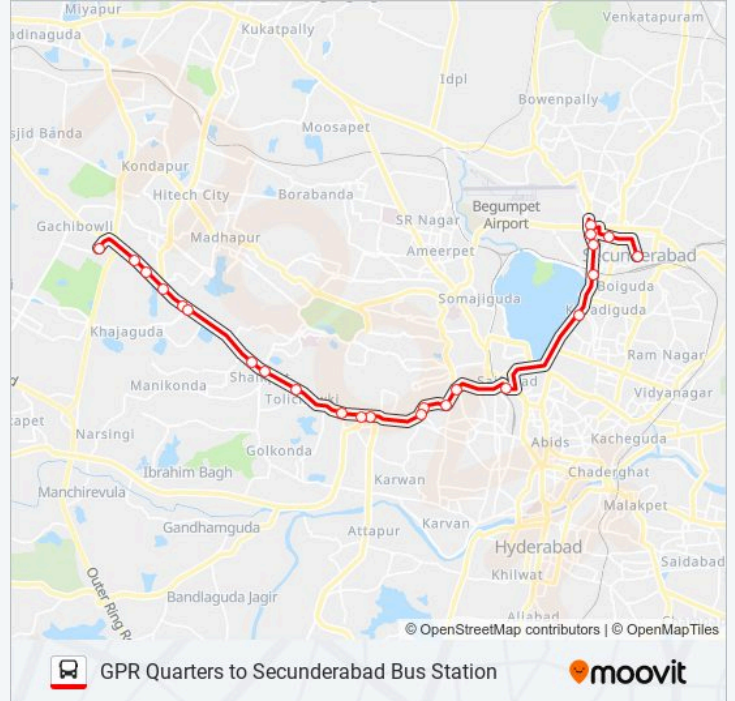 Miyapur
Venkatapuram
adinaguda
Kukatpally
Idpl
Bowenpally
Moosapet
sjid Banda
Kondapur
Hitech City
Borabanda
Begumpet
Airport
SR Nagar
Gachibowli
Madhapur
Ameerpet
Secunderabad
Somajiguda
Boiguda
Khajaguda
Ram Nagar
Manikonda
Vidyanagar
apet
Narsingi
Golkonda
Abids
Kacheguda
Ibrahim Bagh
Chaderghat
Manchirevula
Karwan
Malakpet
Gandhamguda
Attapur
Karvan
Hyderabad
Saidabad
Khilwat
Outer Ring R
Bandlaguda Jagir
Aliabad
© OpenStreetMap contributors | © OpenMapTiles
GPR Quarters to Secunderabad Bus Station
moovit